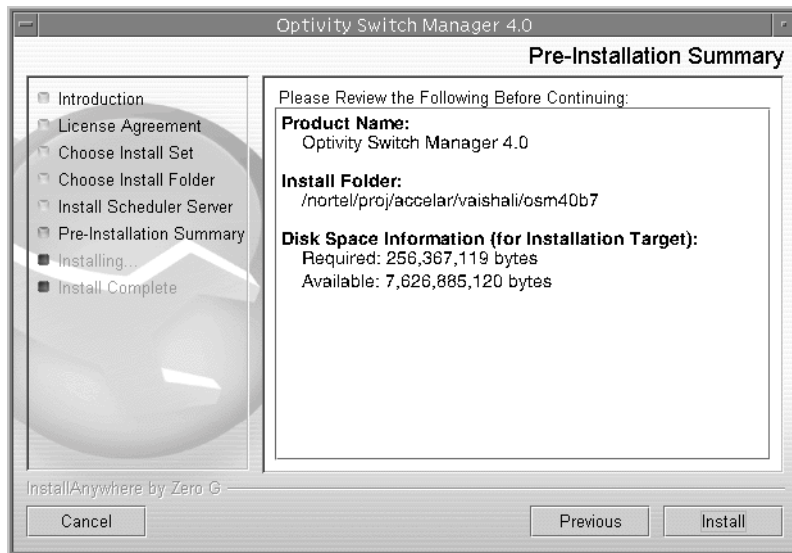 Optivity Switch Manager 4.0
Pre-Installation Summary
Introduction
License Agreement
Choose Install Set
Choose Install Folder
Install Scheduler Server
Pre-Installation Summary
Installing...
Install Complete
Please Review the Following Before Continuing:
Product Name:
Optivity Switch Manager 4.0
Install Folder:
/nortel/proj/accelar/vaishali/osm40b7
Disk Space Information (for Installation Target):
Required: 256,367,119 bytes
Available: 7,626,885,120 bytes
InstallAnywhere by Zero G
Cancel
Previous
Install